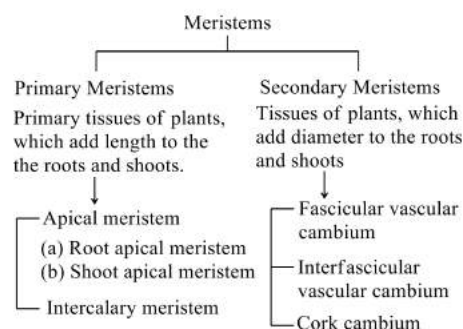 Meristems
Primary Meristems
Primary tissues of plants,
which add length to the
the roots and shoots.
Apical meristem
(a) Root apical meristem
(b) Shoot apical meristem
Intercalary meristem
Secondary Meristems
Tissues of plants, which
add diameter to the roots
and shoots
Fascicular vascular
cambium
Interfascicular
vascular cambium
Cork cambium